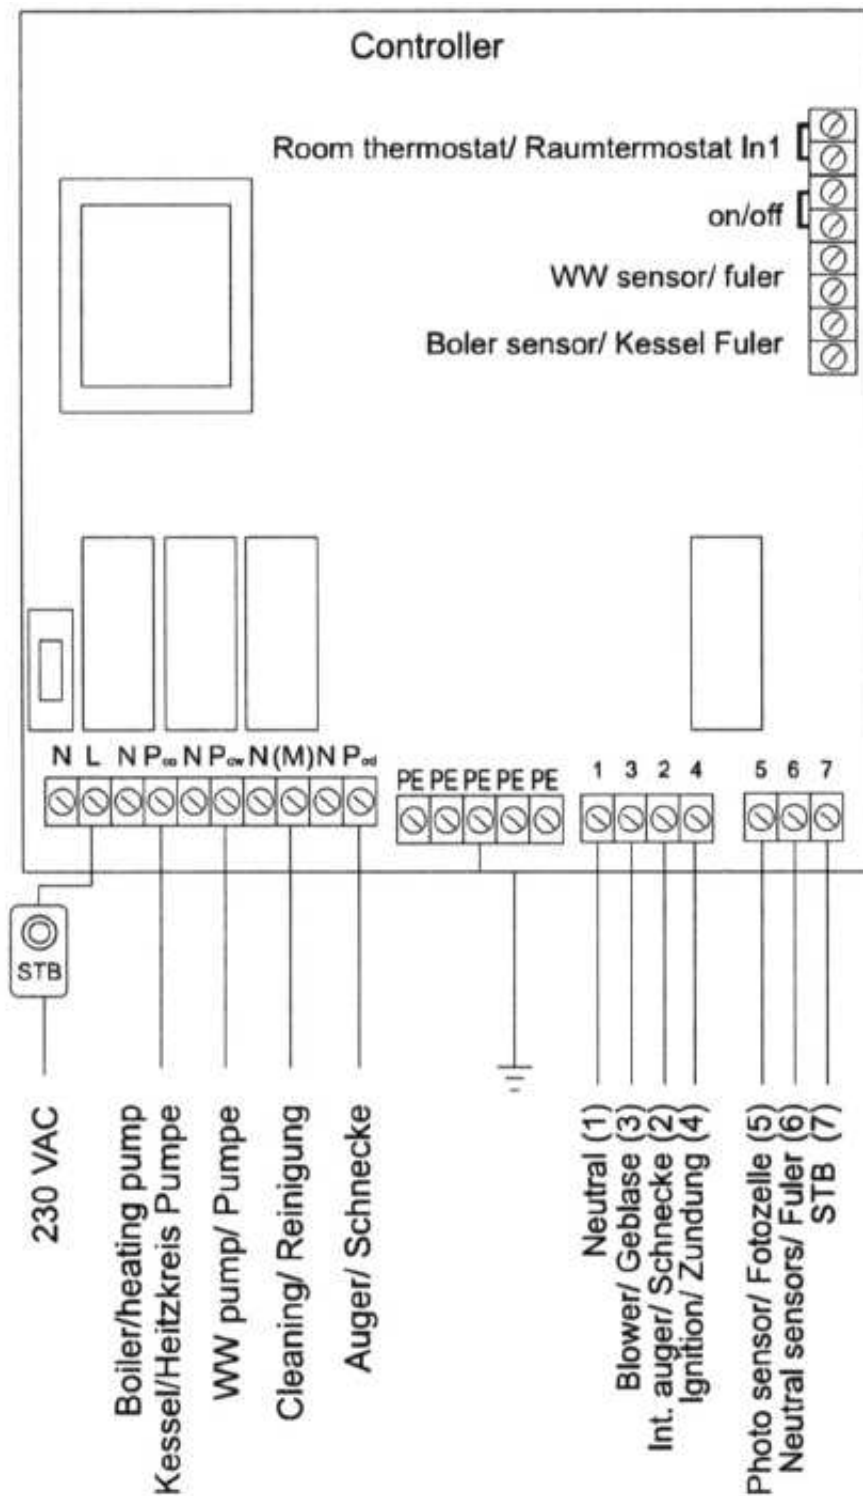 Controller
Room thermostat/ Raumtermostat In1
on/off
WW sensor/ fuler
Boler sensor/ Kessel Fuler
N L N Pco N Pcw N (M) N Pod
PE PE PE PE PE
1 3 2 4
5 6 7
STB
230 VAC
Boiler/heating pump
Kessel/Heitzkreis Pumpe
WW pump/ Pumpe
Cleaning/ Reinigung
Auger/ Schnecke
Neutral (1)
Blower/ Geblase (3)
Int. auger/ Schnecke (2)
Ignition/ Zundung (4)
Photo sensor/ Fotozelle (5)
Neutral sensors/ Fuler (6)
STB (7)